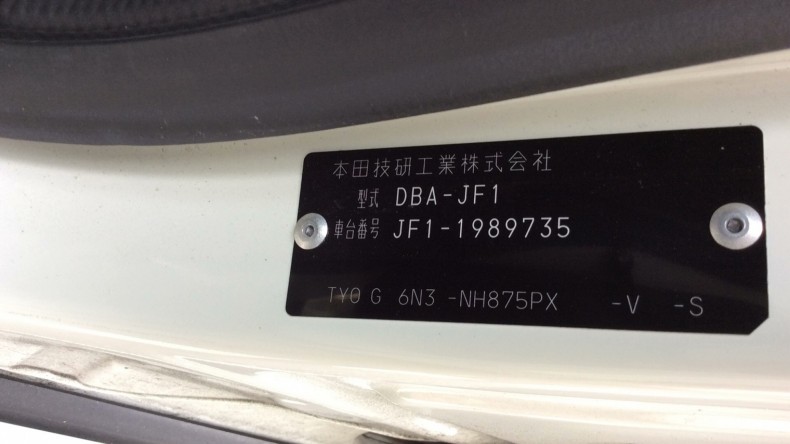 本田技研工業株式会社
型式 DBA-JF1
車台番号 JF1-1989735
TY0 G 6N3 -NH875PX -V -S